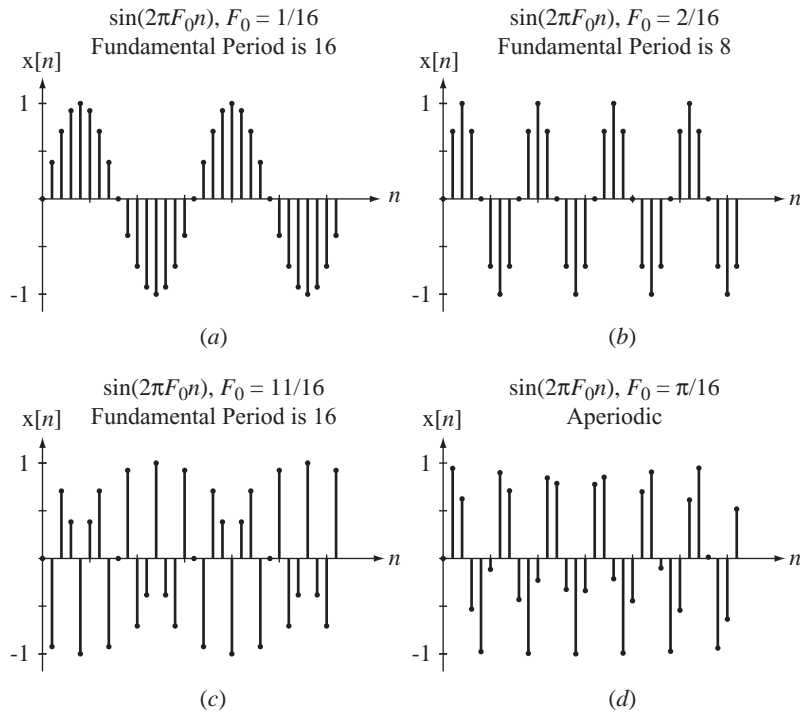 sin(2πF₀n), F₀ = 1/16
Fundamental Period is 16
x[n]
1
n
-1
(a)
sin(2πF₀n), F₀ = 2/16
Fundamental Period is 8
x[n]
1
n
-1
(b)
sin(2πF₀n), F₀ = 11/16
Fundamental Period is 16
x[n]
1
n
-1
(c)
sin(2πF₀n), F₀ = π/16
Aperiodic
x[n]
1
n
-1
(d)